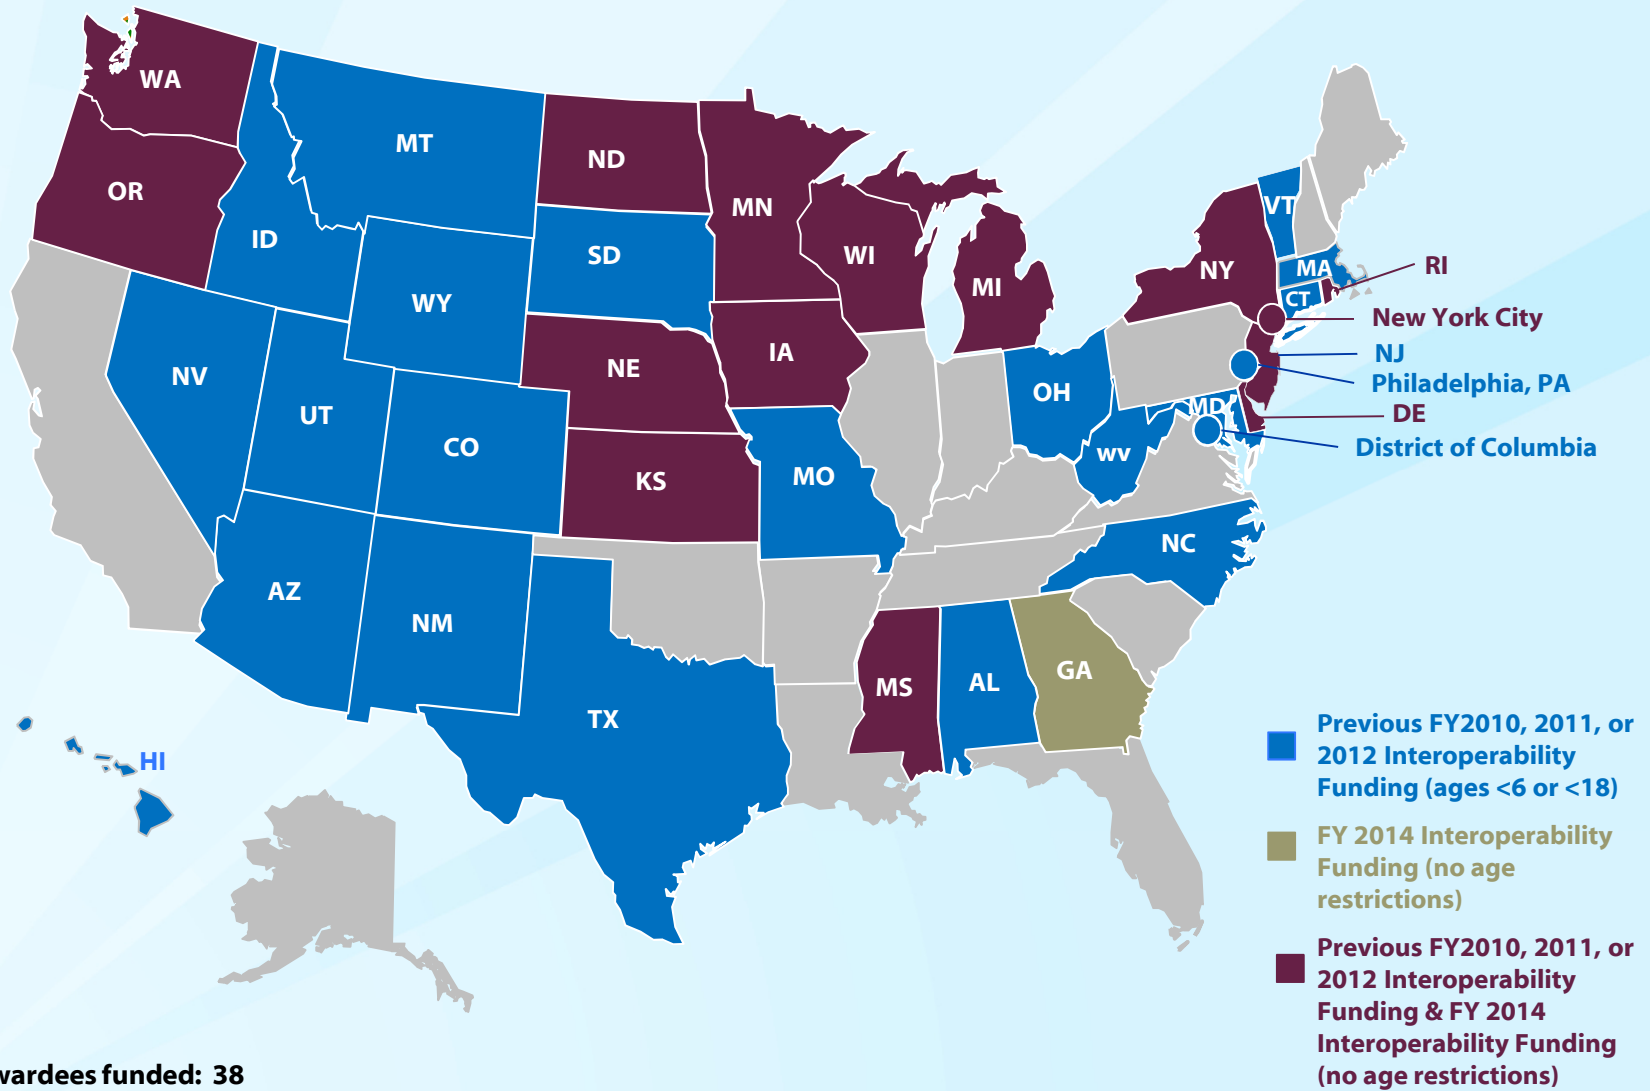 WA
MT
ND
OR
MN
VT
ID
SD
WI
NY
MA
RI
MI
CT
WY
New York City
IA
NJ
NE
NV
Philadelphia, PA
OH
UT
MD
DE
CO
District of Columbia
WV
KS
MO
NC
AZ
NM
GA
MS
AL
TX
HI
Previous FY2010, 2011, or
2012 Interoperability
Funding (ages <6 or <18)
FY 2014 Interoperability
Funding (no age
restrictions)
Previous FY2010, 2011, or
2012 Interoperability
Funding & FY 2014
Interoperability Funding
(no age restrictions)
wardees funded: 38